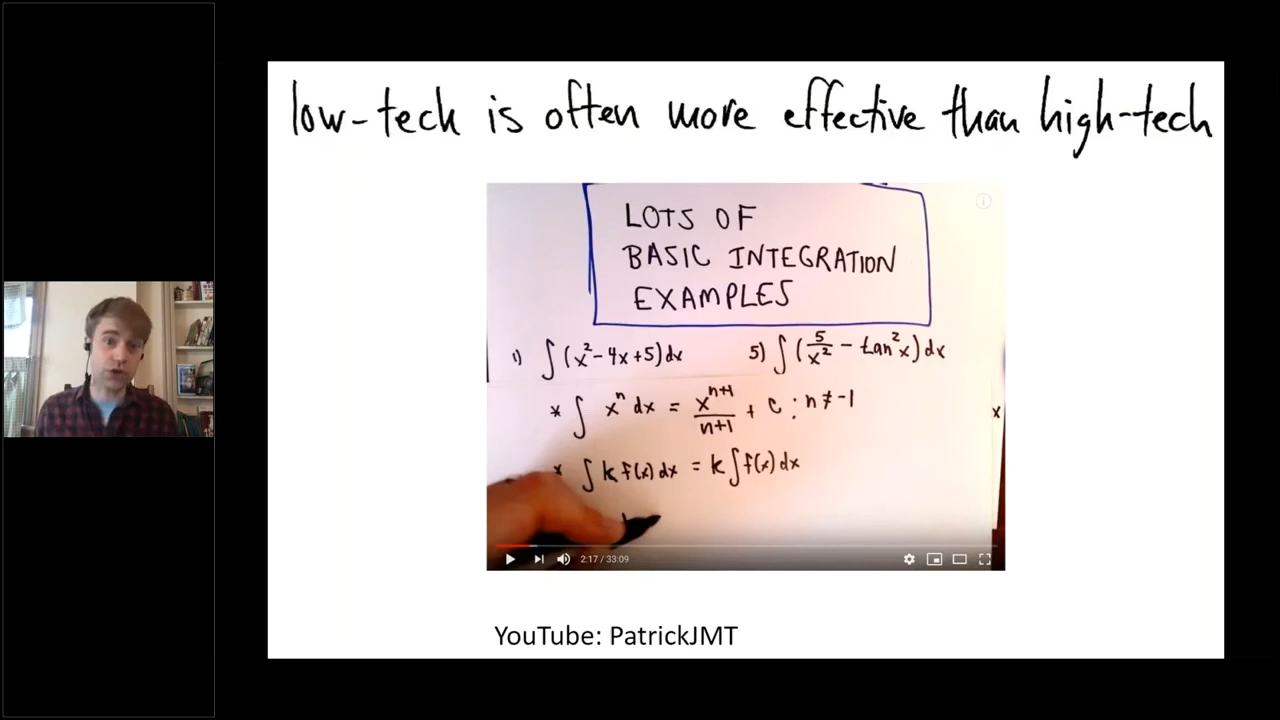 low-tech is often more effective than high-tech
LOTS OF
BASIC INTEGRATION
EXAMPLES
1) ∫(x²-4x+5)dx 5) ∫(5/x² - tan²x)dx
* ∫ xⁿ dx = xⁿ⁺¹/n+1 + C ; n ≠ -1
x
* ∫ k f(x) dx = k∫f(x)dx
2:17 / 33:09
YouTube: PatrickJMT